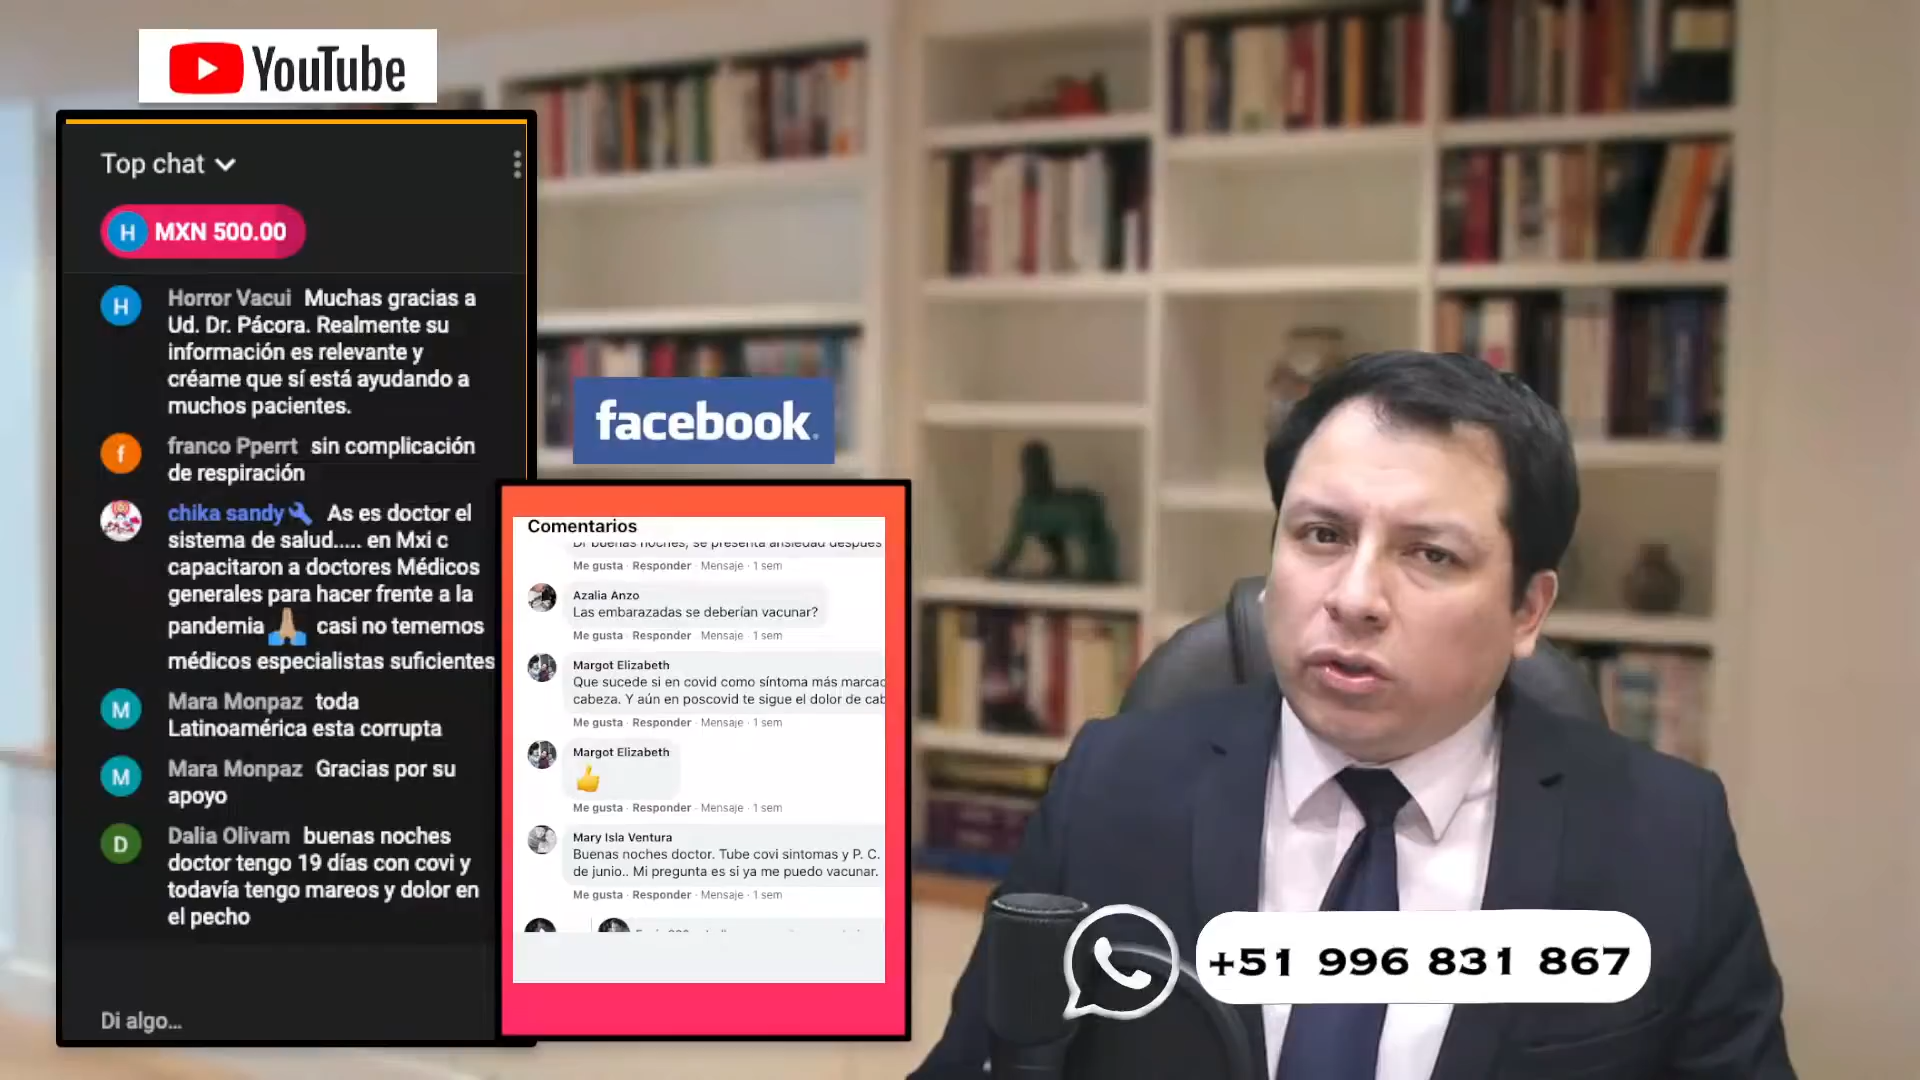 YouTube
Top chat
H MXN 500.00
H
Horror Vacui Muchas gracias a
Ud. Dr. Pácora. Realmente su
información es relevante y
créame que sí está ayudando a
muchos pacientes.
f
franco Pperrt sin complicación
de respiración
chika sandy As es doctor el
sistema de salud..... en Mxi c
capacitaron a doctores Médicos
generales para hacer frente a la
pandemia 🙏🏽 casi no tememos
médicos especialistas suficientes
M
Mara Monpaz toda
Latinoamérica esta corrupta
M
Mara Monpaz Gracias por su
apoyo
D
Dalia Olivam buenas noches
doctor tengo 19 días con covi y
todavía tengo mareos y dolor en
el pecho
Di algo...
facebook.
Comentarios
Dr buenas noches, se presenta ansiedad despues
Me gusta · Responder · Mensaje · 1 sem
Azalia Anzo
Las embarazadas se deberían vacunar?
Me gusta · Responder · Mensaje · 1 sem
Margot Elizabeth
Que sucede si en covid como síntoma más marcad
cabeza. Y aún en poscovid te sigue el dolor de cab
Me gusta · Responder · Mensaje · 1 sem
Margot Elizabeth
👍
Me gusta · Responder · Mensaje · 1 sem
Mary Isla Ventura
Buenas noches doctor. Tube covi sintomas y P. C.
de junio.. Mi pregunta es si ya me puedo vacunar.
Me gusta · Responder · Mensaje · 1 sem
+51 996 831 867